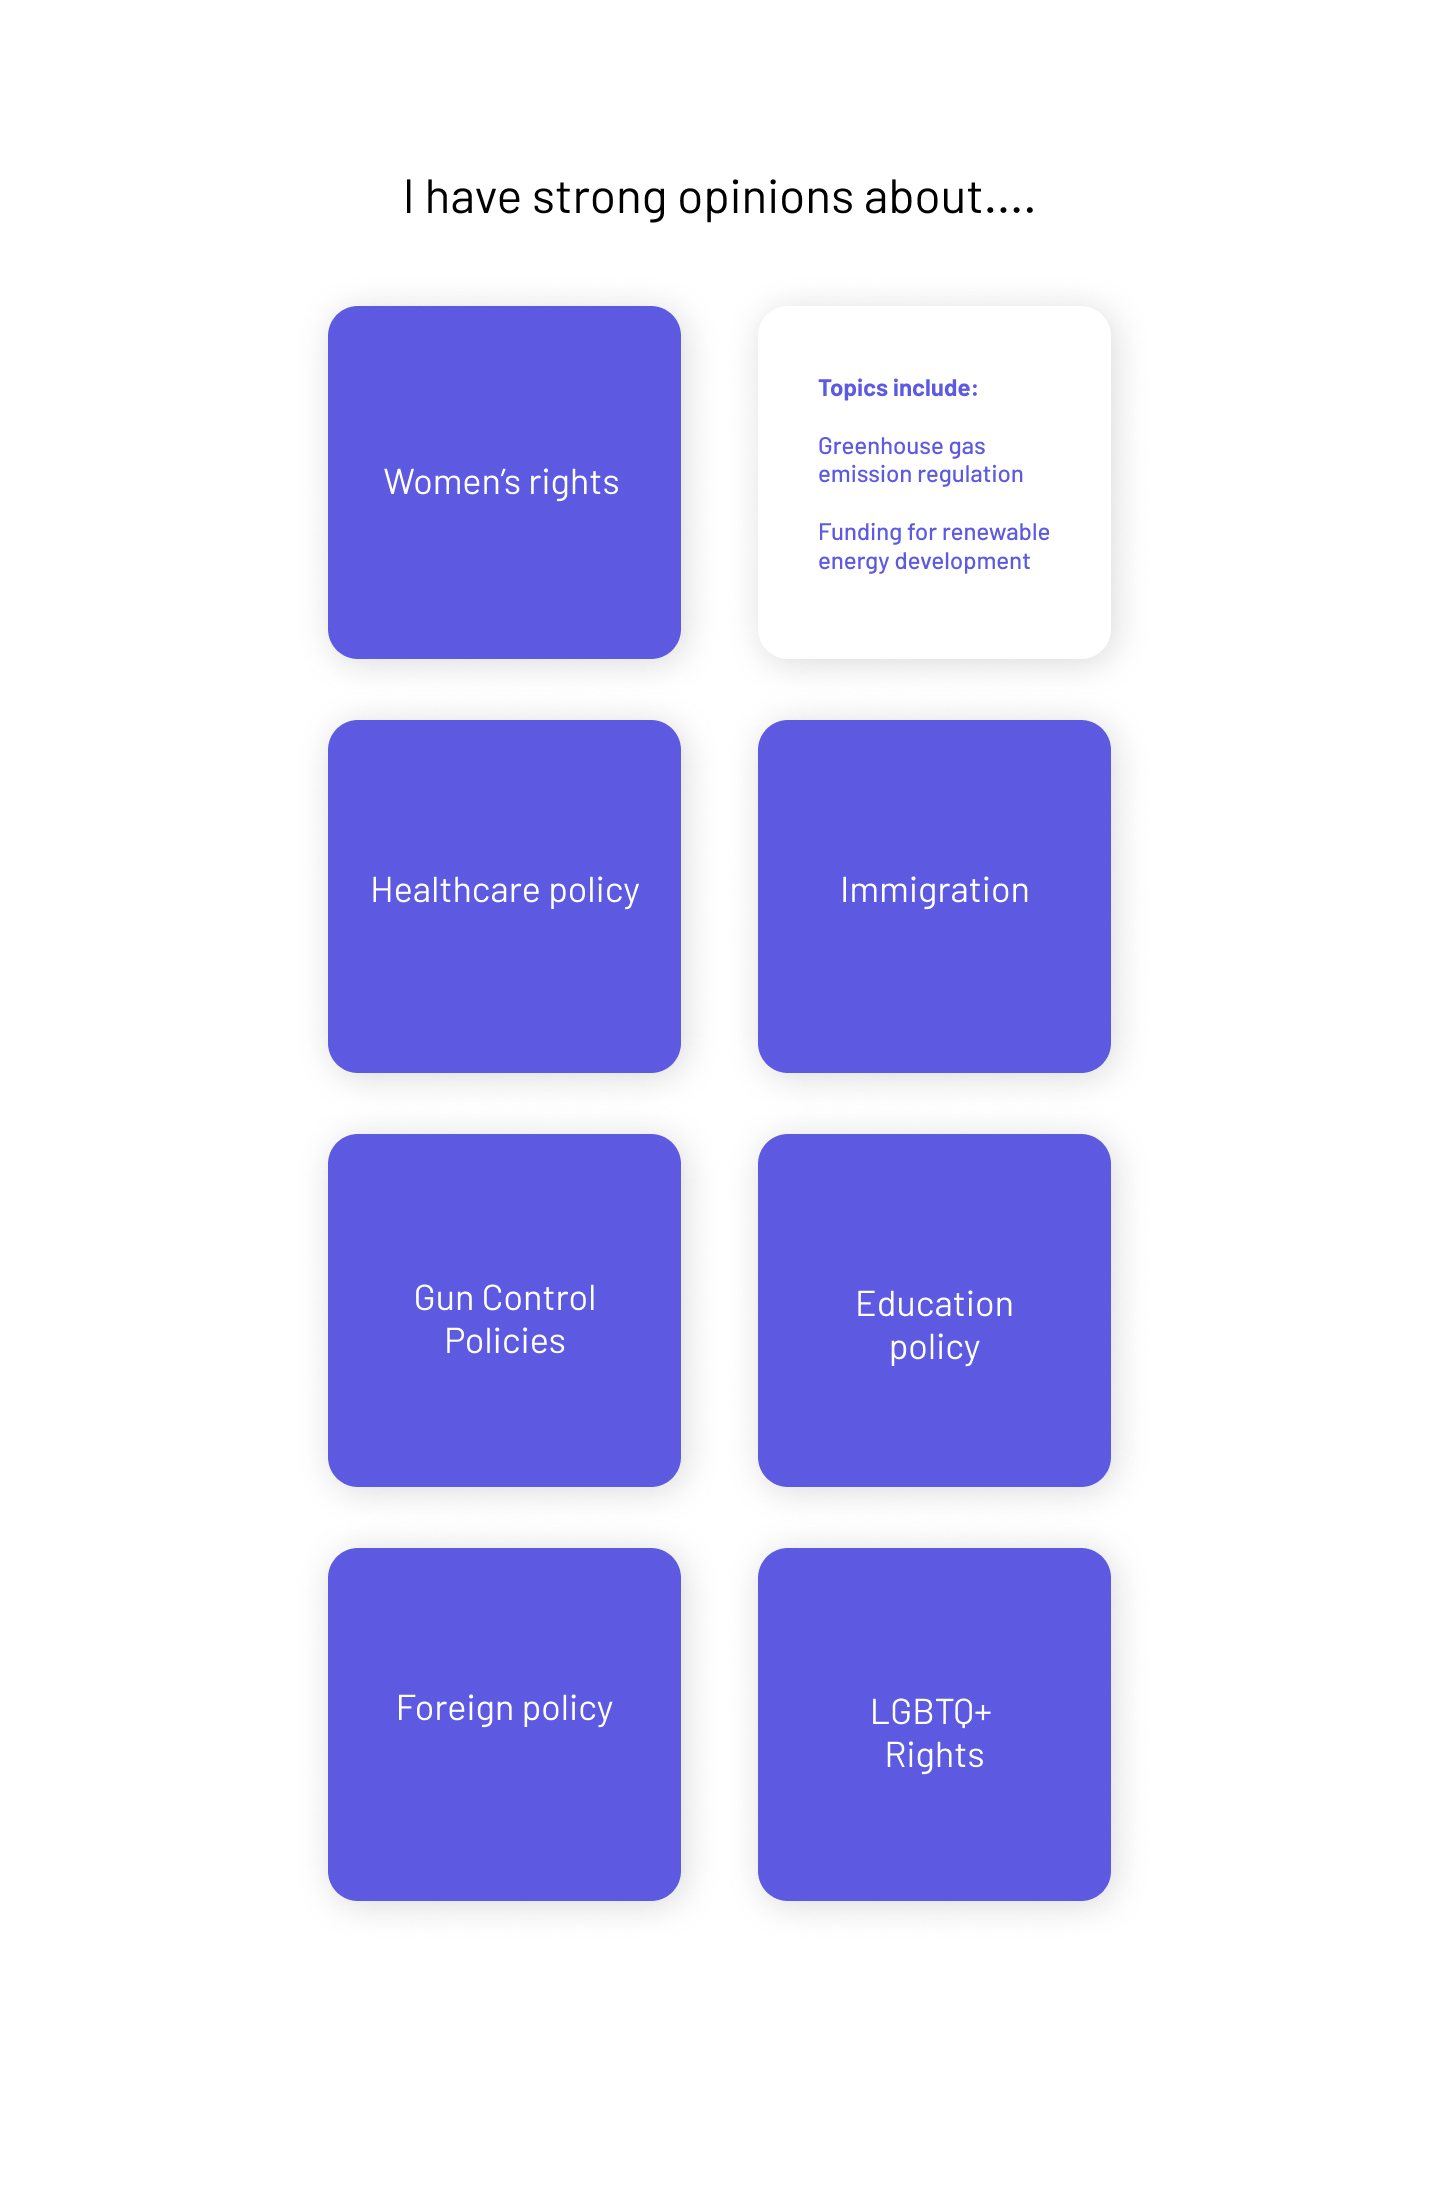 I have strong opinions about....
Women's rights
Topics include:
Greenhouse gas
emission regulation
Funding for renewable
energy development
Healthcare policy
Immigration
Gun Control
Policies
Education
policy
Foreign policy
LGBTQ+
Rights